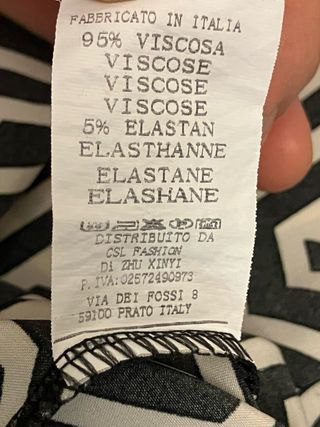 FABBRICATO IN ITALIA
95% VISCOSA
VISCOSE
VISCOSE
VISCOSE
5% ELASTAN
ELASTHANNE
ELASTANE
ELASHANE
DISTRIBUITO DA
CSL FASHION
Di ZHU XINYI
P.IVA:02572490973
VIA DEI FOSSI 8
59100 PRATO ITALY